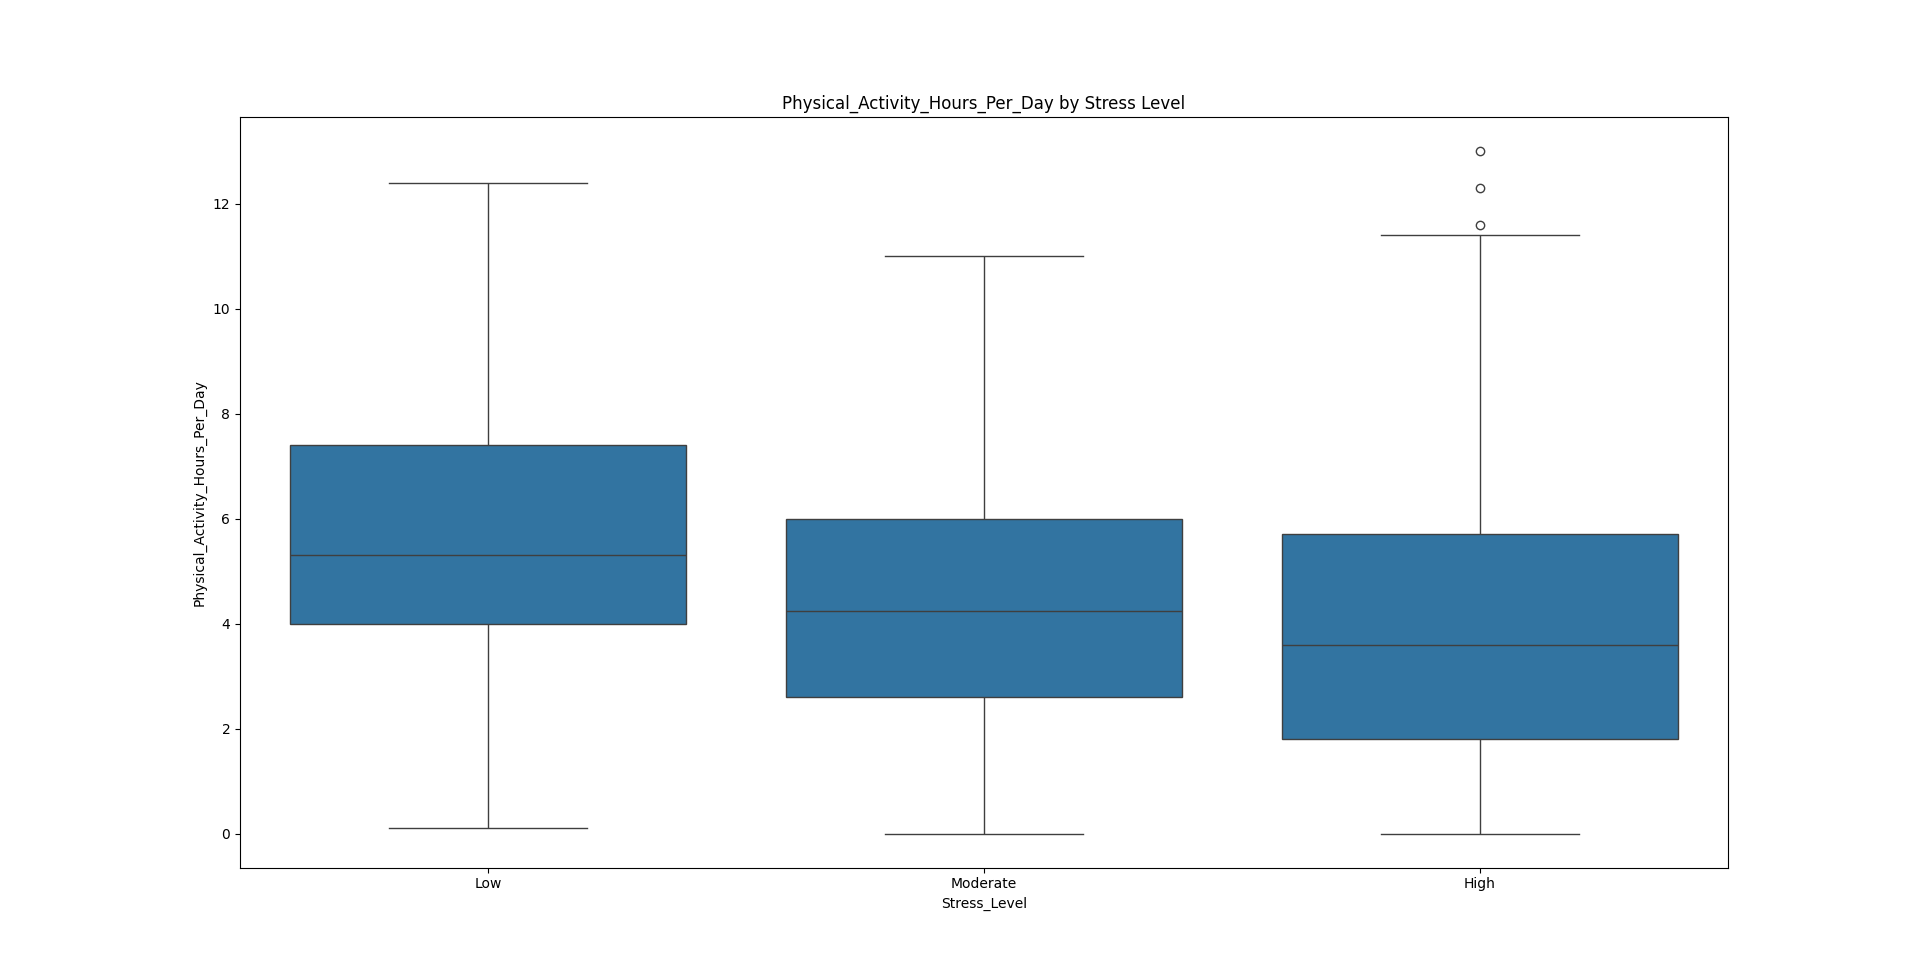 Physical_Activity_Hours_Per_Day by Stress Level
Physical_Activity_Hours_Per_Day
12
10
8
6
4
2
0
Low Moderate High
Stress_Level